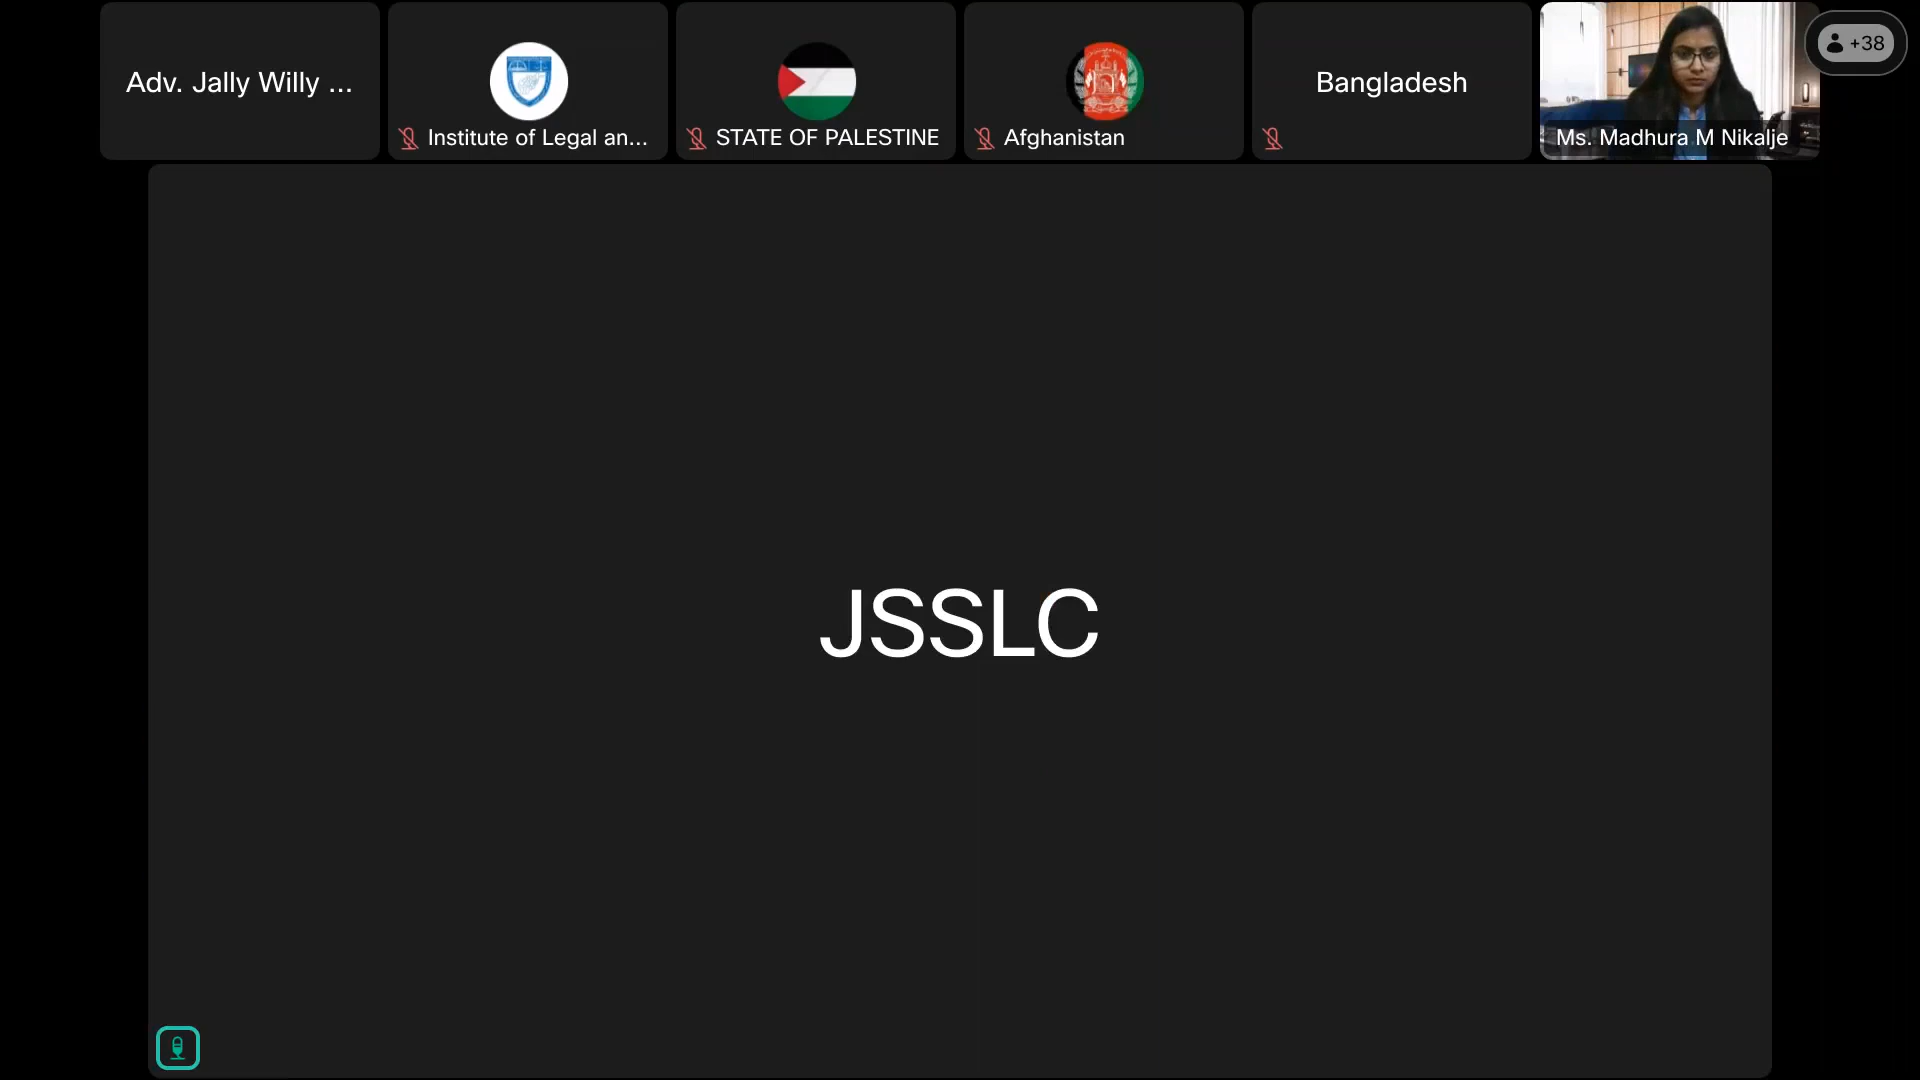 Adv. Jally Willy ...
Institute of Legal an...
STATE OF PALESTINE
Afghanistan
Bangladesh
Ms. Madhura M Nikalje
+38
JSSLC